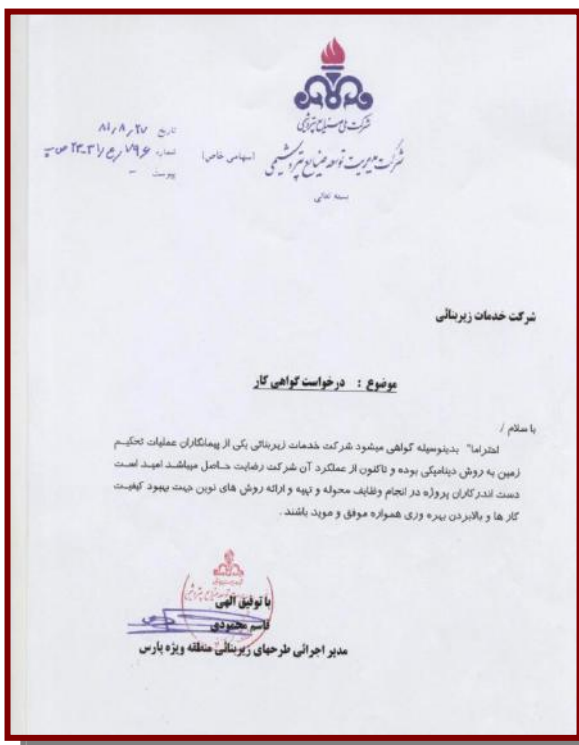 شرکت ملی صنایع پتروشیمی
شرکت مدیریت توسعه صنایع پتروشیمی (سهامی خاص)
بسمه تعالی
تاریخ ۸۱,۸,۲۷
شماره
پیوست -
شرکت خدمات زیربنائی
موضوع : درخواست گواهی کار
با سلام /
احتراما" بدینوسیله گواهی میشود شرکت خدمات زیربنائی یکی از پیمانکاران عملیات تحکیم
زمین به روش دینامیکی بوده و تاکنون از عملکرد آن شرکت رضایت حاصل میباشد امید است
دست اندرکاران پروژه در انجام وظایف محوله و تهیه و ارائه روش های نوین جهت بهبود کیفیت
کار ها و بالابردن بهره وری همواره موفق و موید باشند .
با توفیق الهی
قاسم محمودی
مدیر اجرائی طرحهای زیربنائی منطقه ویژه پارس